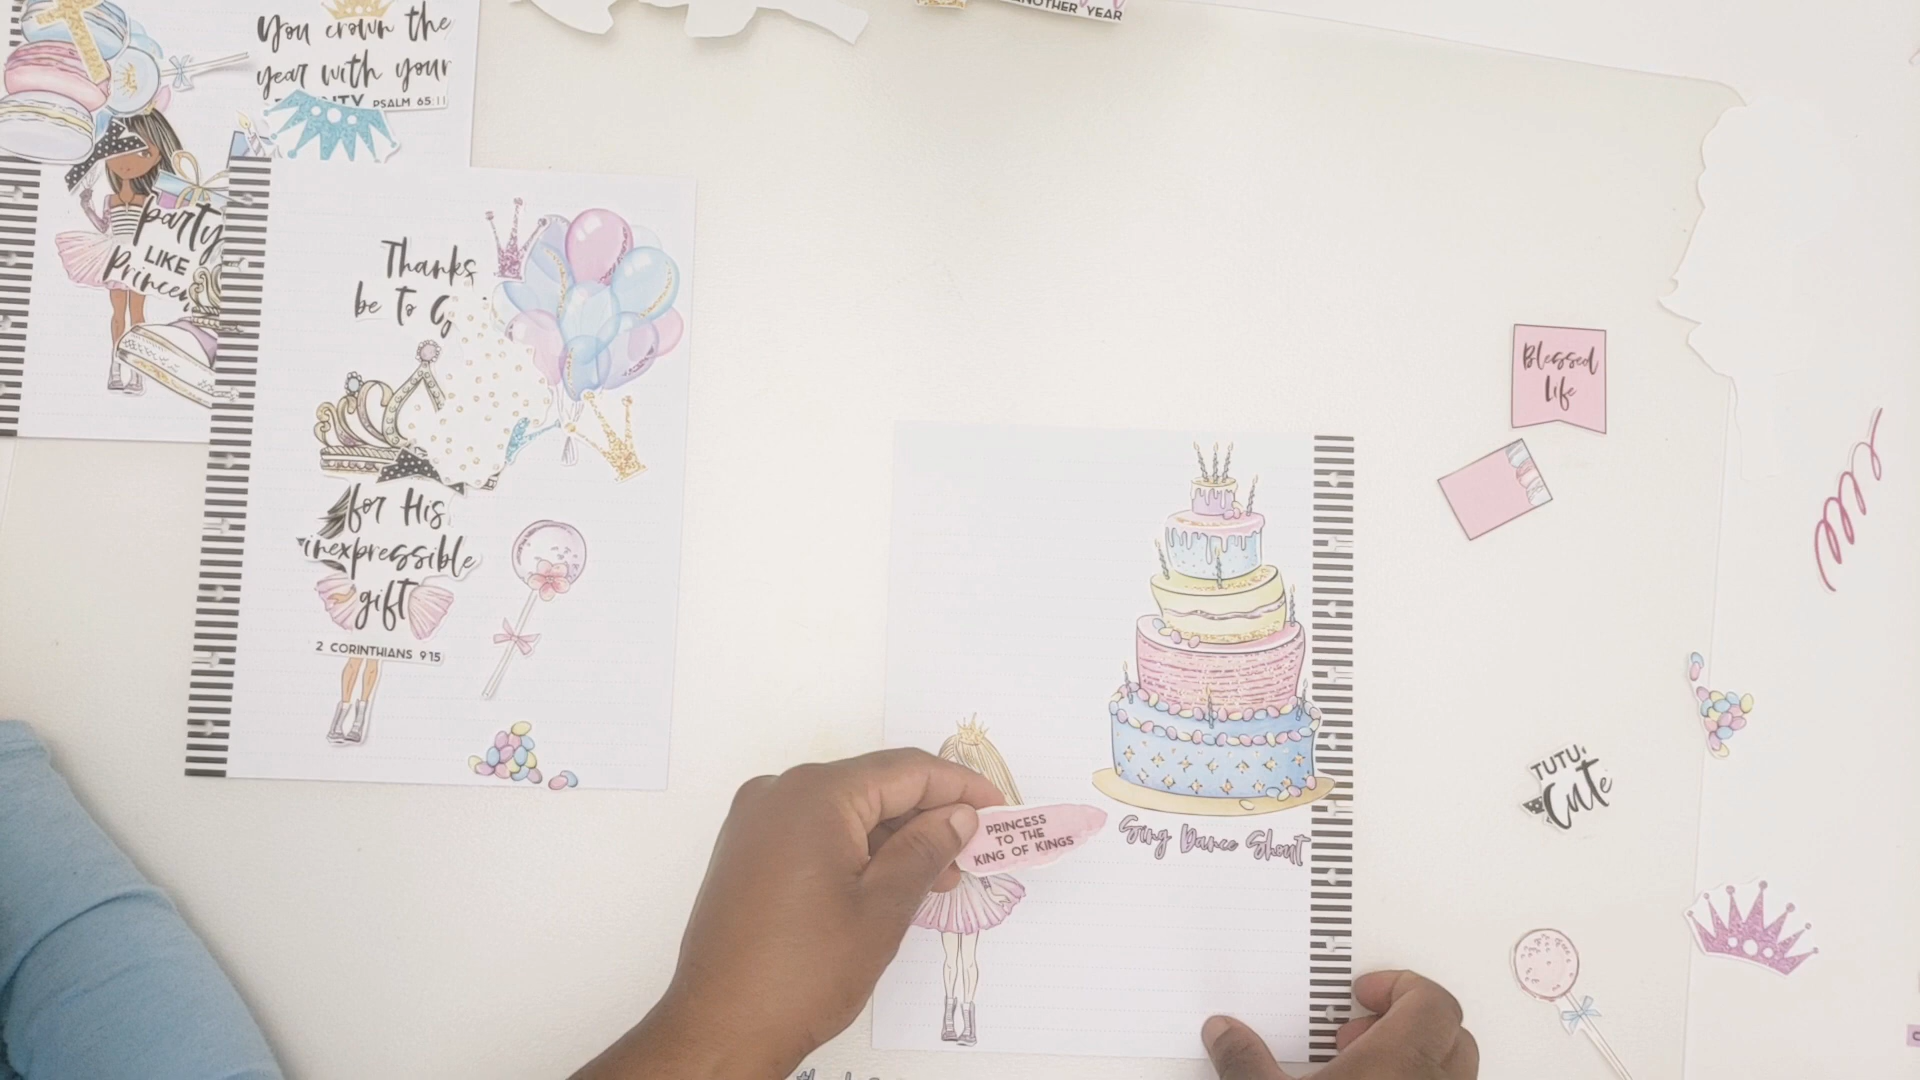 You crown the
year with your
PSALM 65:11
party
LIKE
ANOTHER YEAR
Thanks
be to
for His
inexpressible
gift
2 CORINTHIANS 9 15
PRINCESS
TO THE
KING OF KINGS
Sing Dance Shout
Blessed
Life
TUTU
Cute